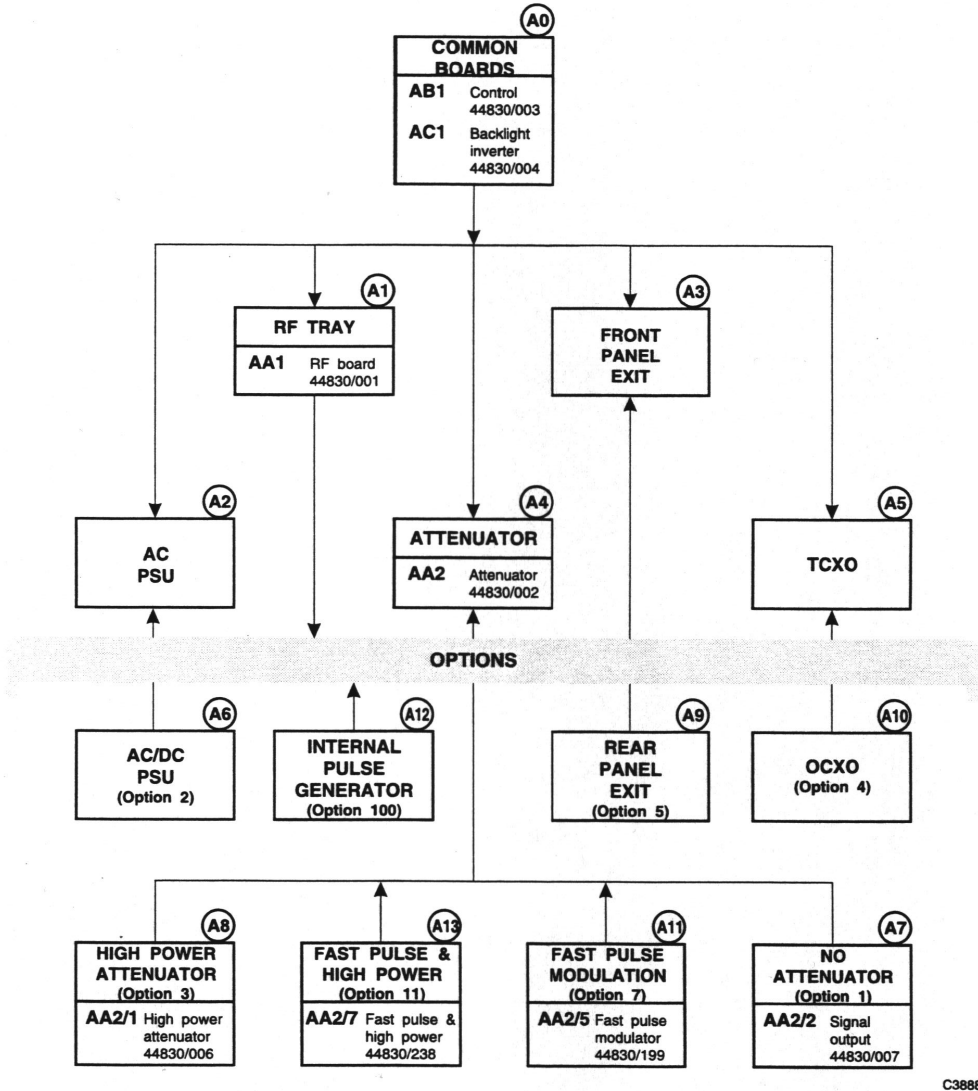 A0
COMMON
BOARDS
AB1 Control
44830/003
AC1 Backlight
inverter
44830/004
A1
RF TRAY
AA1 RF board
44830/001
A3
FRONT
PANEL
EXIT
A2
AC
PSU
A4
ATTENUATOR
AA2 Attenuator
44830/002
A5
TCXO
OPTIONS
A6
AC/DC
PSU
(Option 2)
A12
INTERNAL
PULSE
GENERATOR
(Option 100)
A9
REAR
PANEL
EXIT
(Option 5)
A10
OCXO
(Option 4)
A8
HIGH POWER
ATTENUATOR
(Option 3)
AA2/1 High power
attenuator
44830/006
A13
FAST PULSE &
HIGH POWER
(Option 11)
AA2/7 Fast pulse &
high power
44830/238
A11
FAST PULSE
MODULATION
(Option 7)
AA2/5 Fast pulse
modulator
44830/199
A7
NO
ATTENUATOR
(Option 1)
AA2/2 Signal
output
44830/007